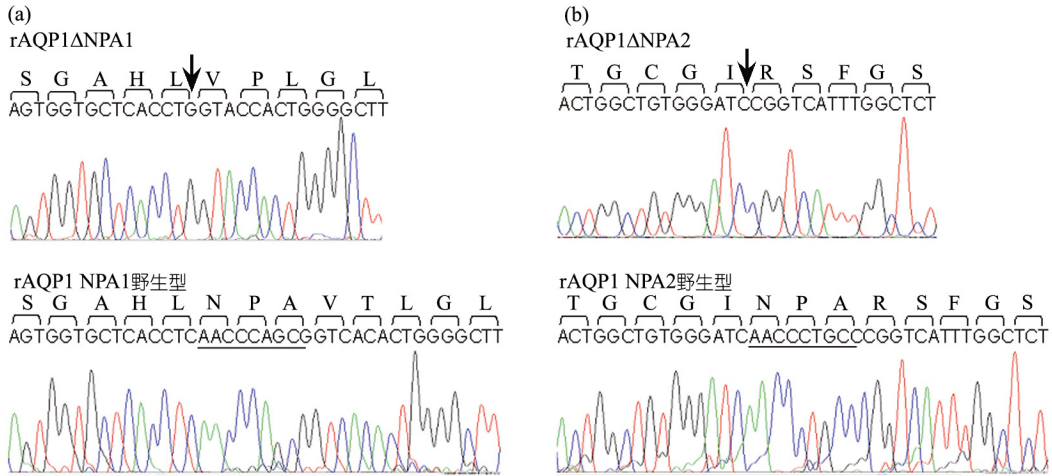 (a)
rAQP1ΔNPA1
S G A H L V P L G L
AGTGGTGCTCACCTGGTACCACTGGGGCTT
rAQP1 NPA1野生型
S G A H L N P A V T L G L
AGTGGTGCTCACCTCAACCCAGCGGTCACACTGGGGCTT
(b)
rAQP1ΔNPA2
T G C G I R S F G S
ACTGGCTGTGGGATCCGGTCATTTGGCTCT
rAQP1 NPA2野生型
T G C G I N P A R S F G S
ACTGGCTGTGGGATCAACCCTGCCCGGTCATTTGGCTCT